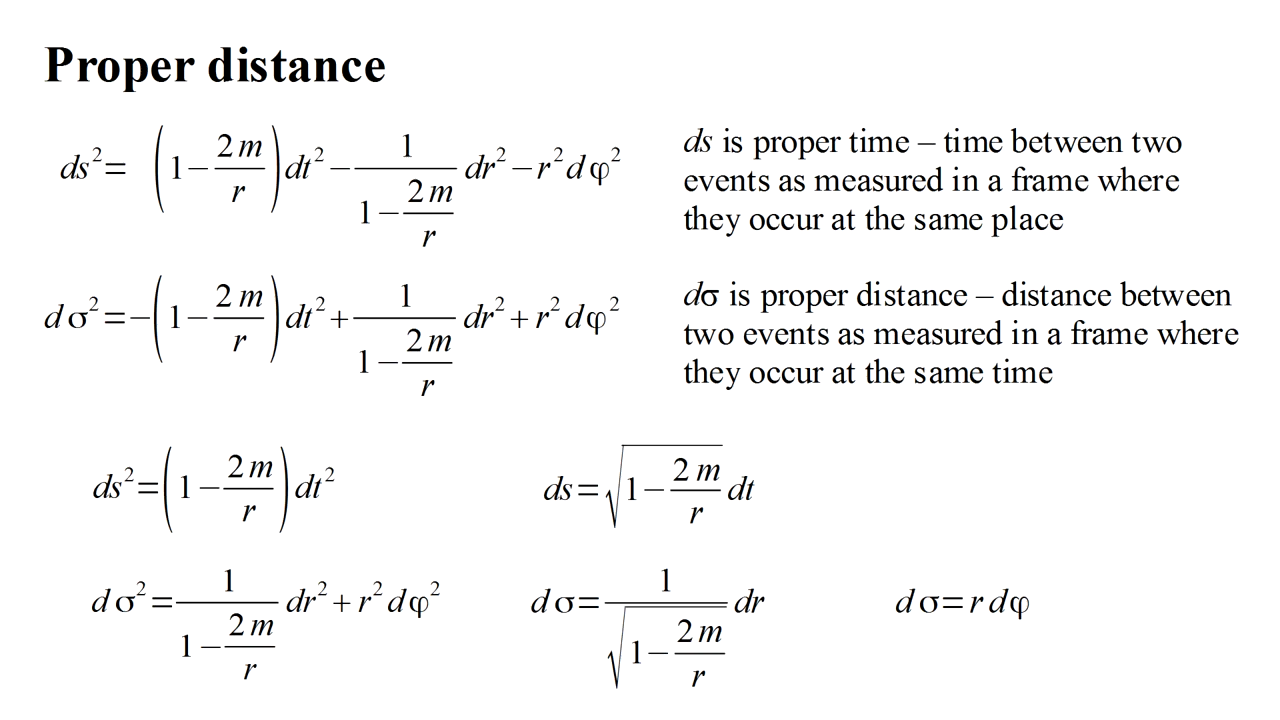 Proper distance
ds² = (1 − 2m/r) dt² − 1/(1 − 2m/r) dr² − r² dφ²
ds is proper time – time between two
events as measured in a frame where
they occur at the same place
dσ² = −(1 − 2m/r) dt² + 1/(1 − 2m/r) dr² + r² dφ²
dσ is proper distance – distance between
two events as measured in a frame where
they occur at the same time
ds² = (1 − 2m/r) dt²
ds = √(1 − 2m/r) dt
dσ² = 1/(1 − 2m/r) dr² + r² dφ²
dσ = 1/√(1 − 2m/r) dr
dσ = r dφ